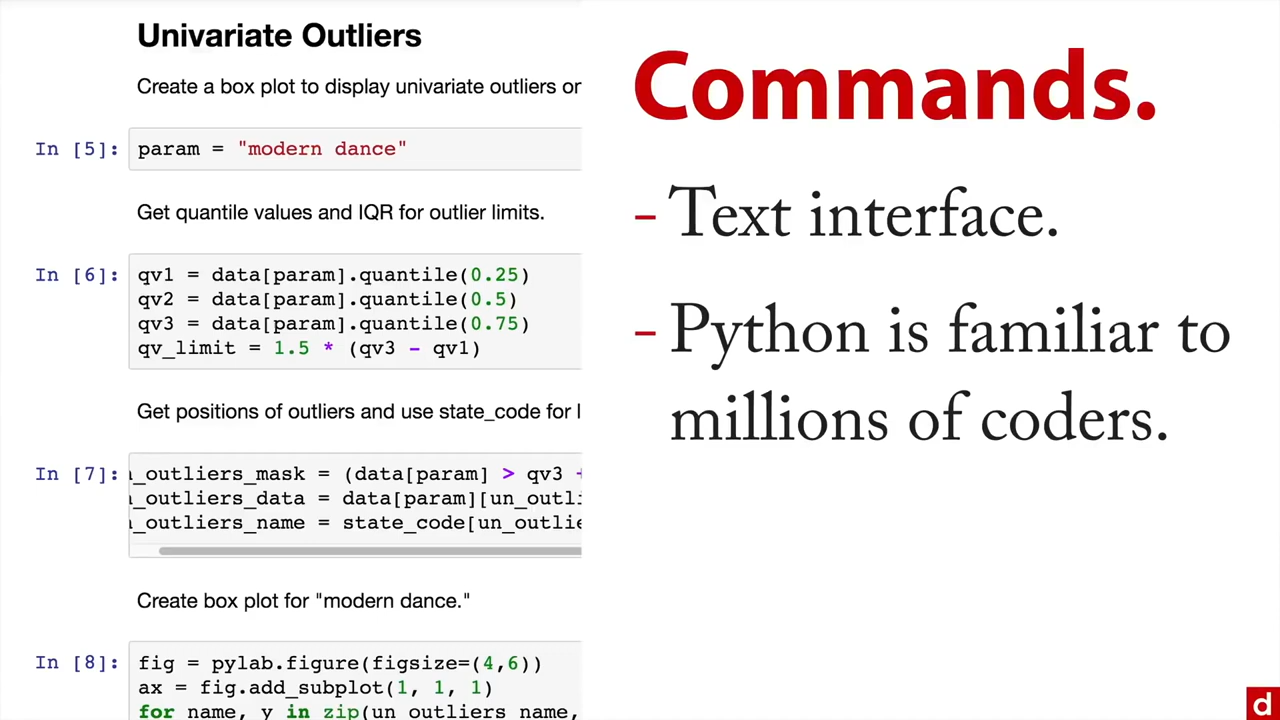 Univariate Outliers
Create a box plot to display univariate outliers or
In [5]: param = "modern dance"
Get quantile values and IQR for outlier limits.
In [6]: qv1 = data[param].quantile(0.25)
qv2 = data[param].quantile(0.5)
qv3 = data[param].quantile(0.75)
qv_limit = 1.5 * (qv3 - qv1)
Get positions of outliers and use state_code for l
In [7]: n_outliers_mask = (data[param] > qv3 +
n_outliers_data = data[param][un_outli
n_outliers_name = state_code[un_outlie
Create box plot for "modern dance."
In [8]: fig = pylab.figure(figsize=(4,6))
ax = fig.add_subplot(1, 1, 1)
for name, y in zip(un_outliers_name,
Commands.
- Text interface.
- Python is familiar to
millions of coders.
d